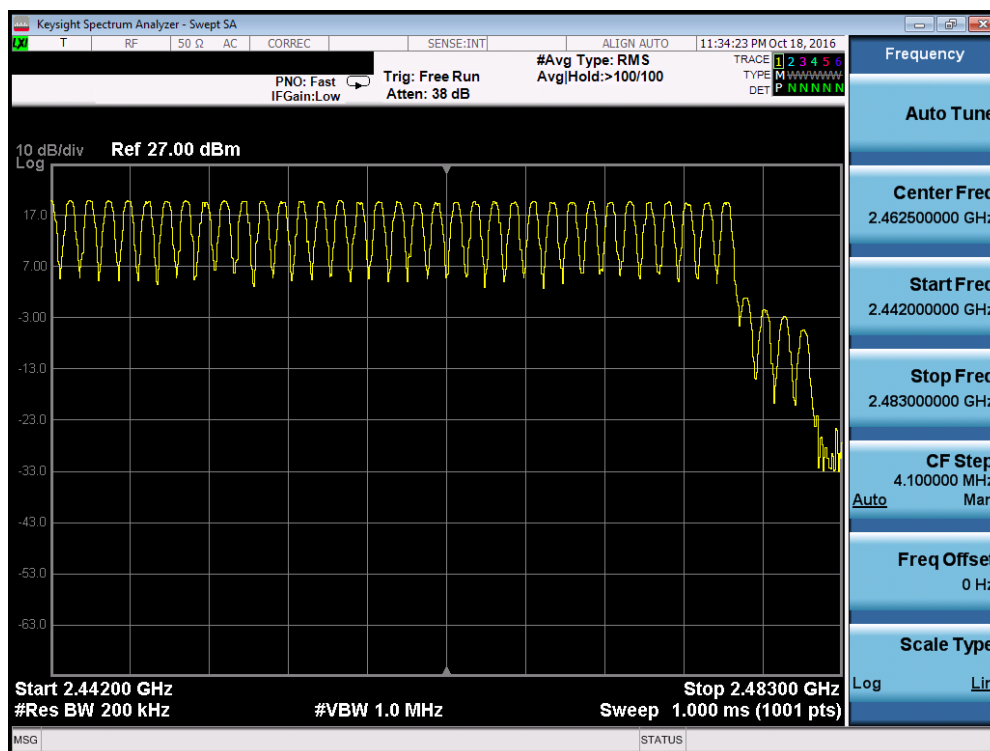 Keysight Spectrum Analyzer - Swept SA
LXI T RF 50 Ω AC CORREC SENSE:INT ALIGN AUTO 11:34:23 PM Oct 18, 2016
PNO: Fast
IFGain:Low
Trig: Free Run
Atten: 38 dB
#Avg Type: RMS
Avg|Hold:>100/100
TRACE 1 2 3 4 5 6
TYPE M WWWWW
DET P N N N N N
Frequency
10 dB/div Ref 27.00 dBm
Log
17.0
7.00
-3.00
-13.0
-23.0
-33.0
-43.0
-53.0
-63.0
Start 2.44200 GHz Stop 2.48300 GHz
#Res BW 200 kHz #VBW 1.0 MHz Sweep 1.000 ms (1001 pts)
MSG STATUS
Auto Tune
Center Freq
2.462500000 GHz
Start Freq
2.442000000 GHz
Stop Freq
2.483000000 GHz
CF Step
4.100000 MHz
Auto Man
Freq Offset
0 Hz
Scale Type
Log Lin